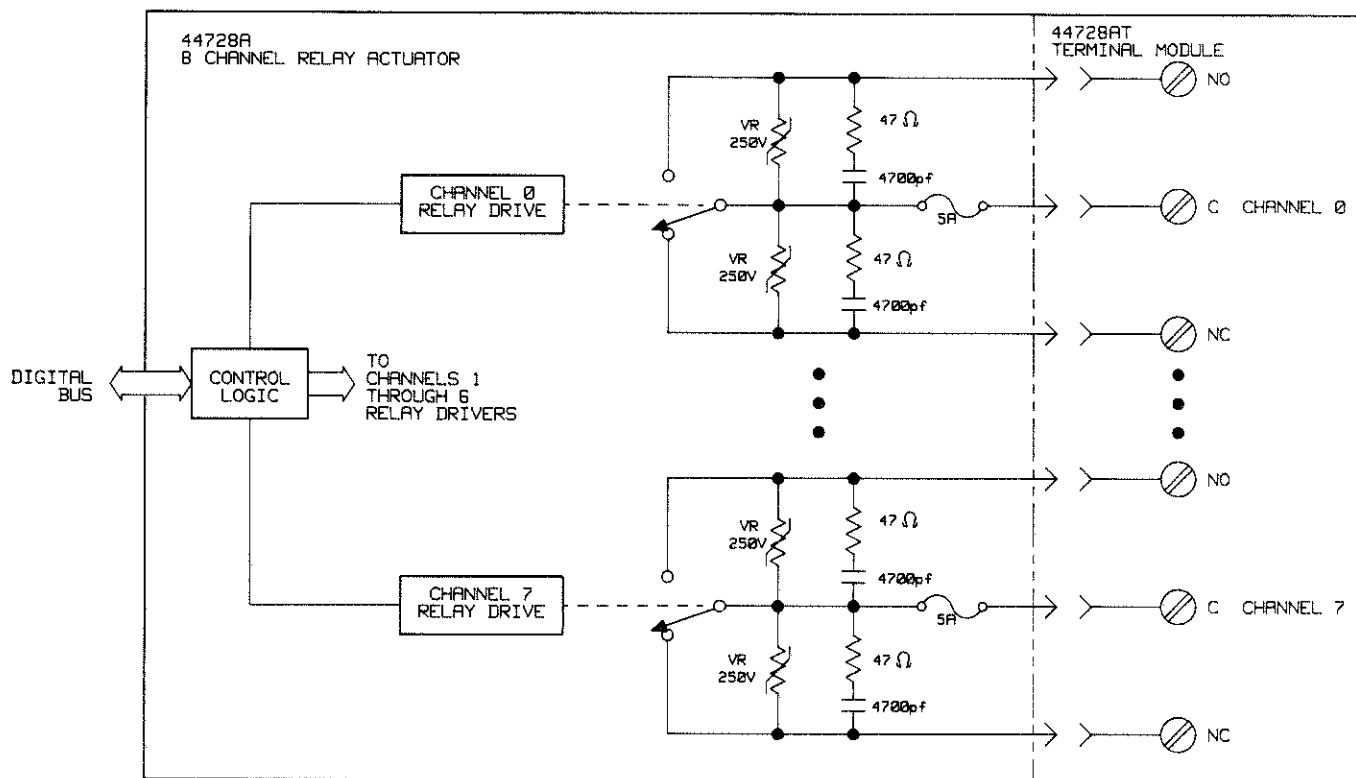 44728A
8 CHANNEL RELAY ACTUATOR
44728AT
TERMINAL MODULE
NO
VR
250V
47 Ω
4700pf
CHANNEL 0
RELAY DRIVE
5A
C CHANNEL 0
VR
250V
47 Ω
4700pf
NC
DIGITAL
BUS
CONTROL
LOGIC
TO
CHANNELS 1
THROUGH 6
RELAY DRIVERS
NO
VR
250V
47 Ω
4700pf
CHANNEL 7
RELAY DRIVE
5A
C CHANNEL 7
VR
250V
47 Ω
4700pf
NC